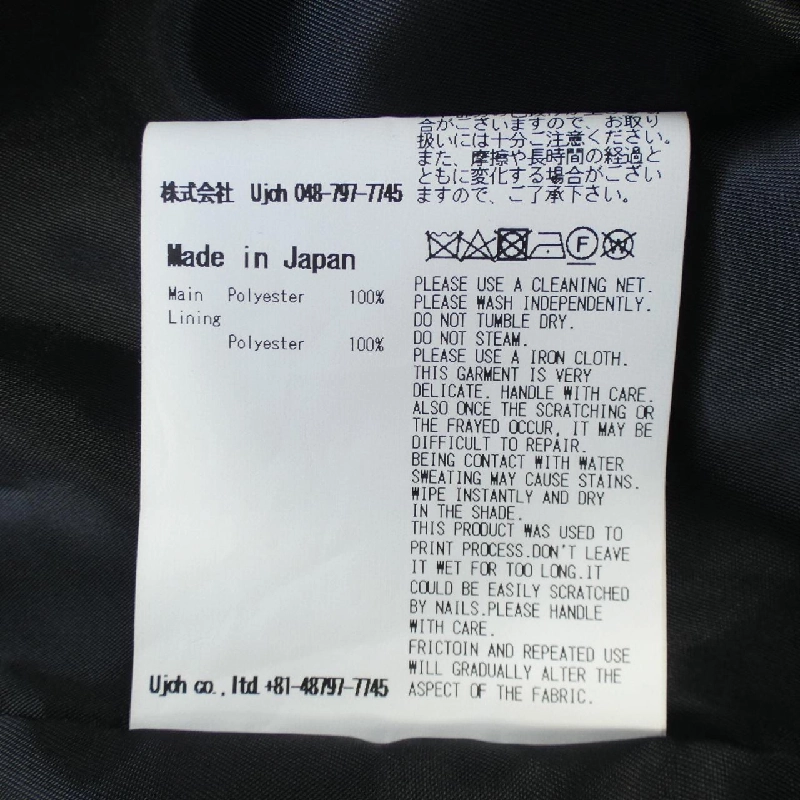 株式会社 Ujoh 048-797-7745
Made in Japan
Main Polyester 100%
Lining
Polyester 100%
Ujoh co., ltd +81-48797-7745
合がございますので、お取り
扱いには十分ご注意ください。
また、摩擦や長時間の経過と
ともに変化する場合がござい
ますので、ご了承下さい。
F
W
PLEASE USE A CLEANING NET.
PLEASE WASH INDEPENDENTLY.
DO NOT TUMBLE DRY.
DO NOT STEAM.
PLEASE USE A IRON CLOTH.
THIS GARMENT IS VERY
DELICATE. HANDLE WITH CARE.
ALSO ONCE THE SCRATCHING OR
THE FRAYED OCCUR, IT MAY BE
DIFFICULT TO REPAIR.
BEING CONTACT WITH WATER
SWEATING MAY CAUSE STAINS.
WIPE INSTANTLY AND DRY
IN THE SHADE.
THIS PRODUCT WAS USED TO
PRINT PROCESS.DON'T LEAVE
IT WET FOR TOO LONG.IT
COULD BE EASILY SCRATCHED
BY NAILS.PLEASE HANDLE
WITH CARE.
FRICTOIN AND REPEATED USE
WILL GRADUALLY ALTER THE
ASPECT OF THE FABRIC.